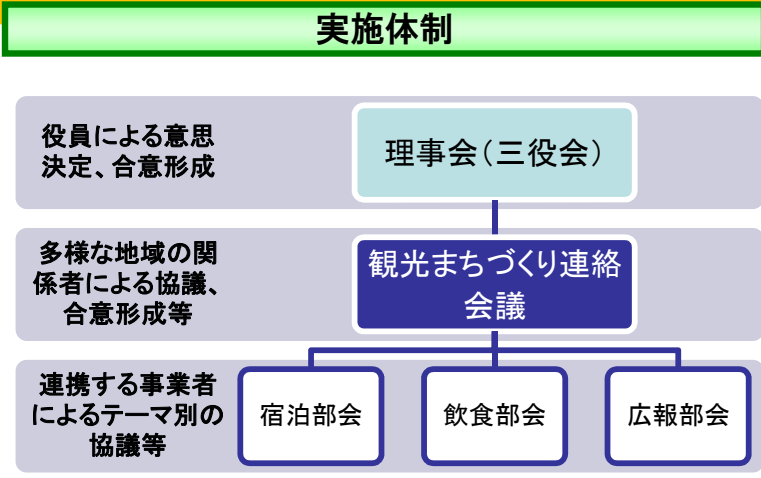 実施体制
役員による意思
決定、合意形成
理事会（三役会）
多様な地域の関
係者による協議、
合意形成等
観光まちづくり連絡
会議
連携する事業者
によるテーマ別の
協議等
宿泊部会
飲食部会
広報部会